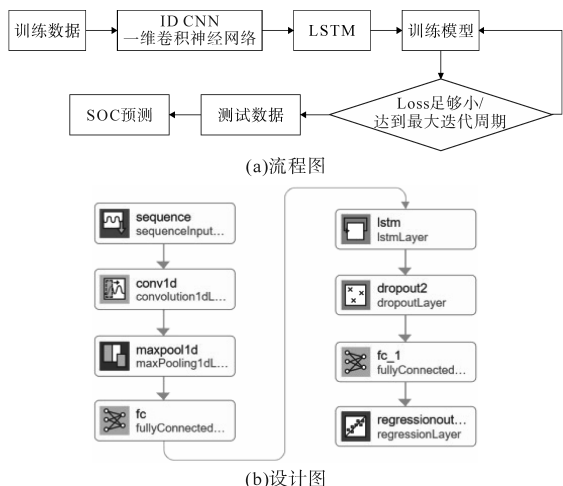 训练数据
ID CNN
一维卷积神经网络
LSTM
训练模型
Loss足够小/
达到最大迭代周期
测试数据
SOC预测
(a)流程图
sequence
sequenceInput...
conv1d
convolution1dL...
maxpool1d
maxPooling1dL...
fc
fullyConnected...
lstm
lstmLayer
dropout2
dropoutLayer
fc_1
fullyConnected...
regressionout...
regressionLayer
(b)设计图